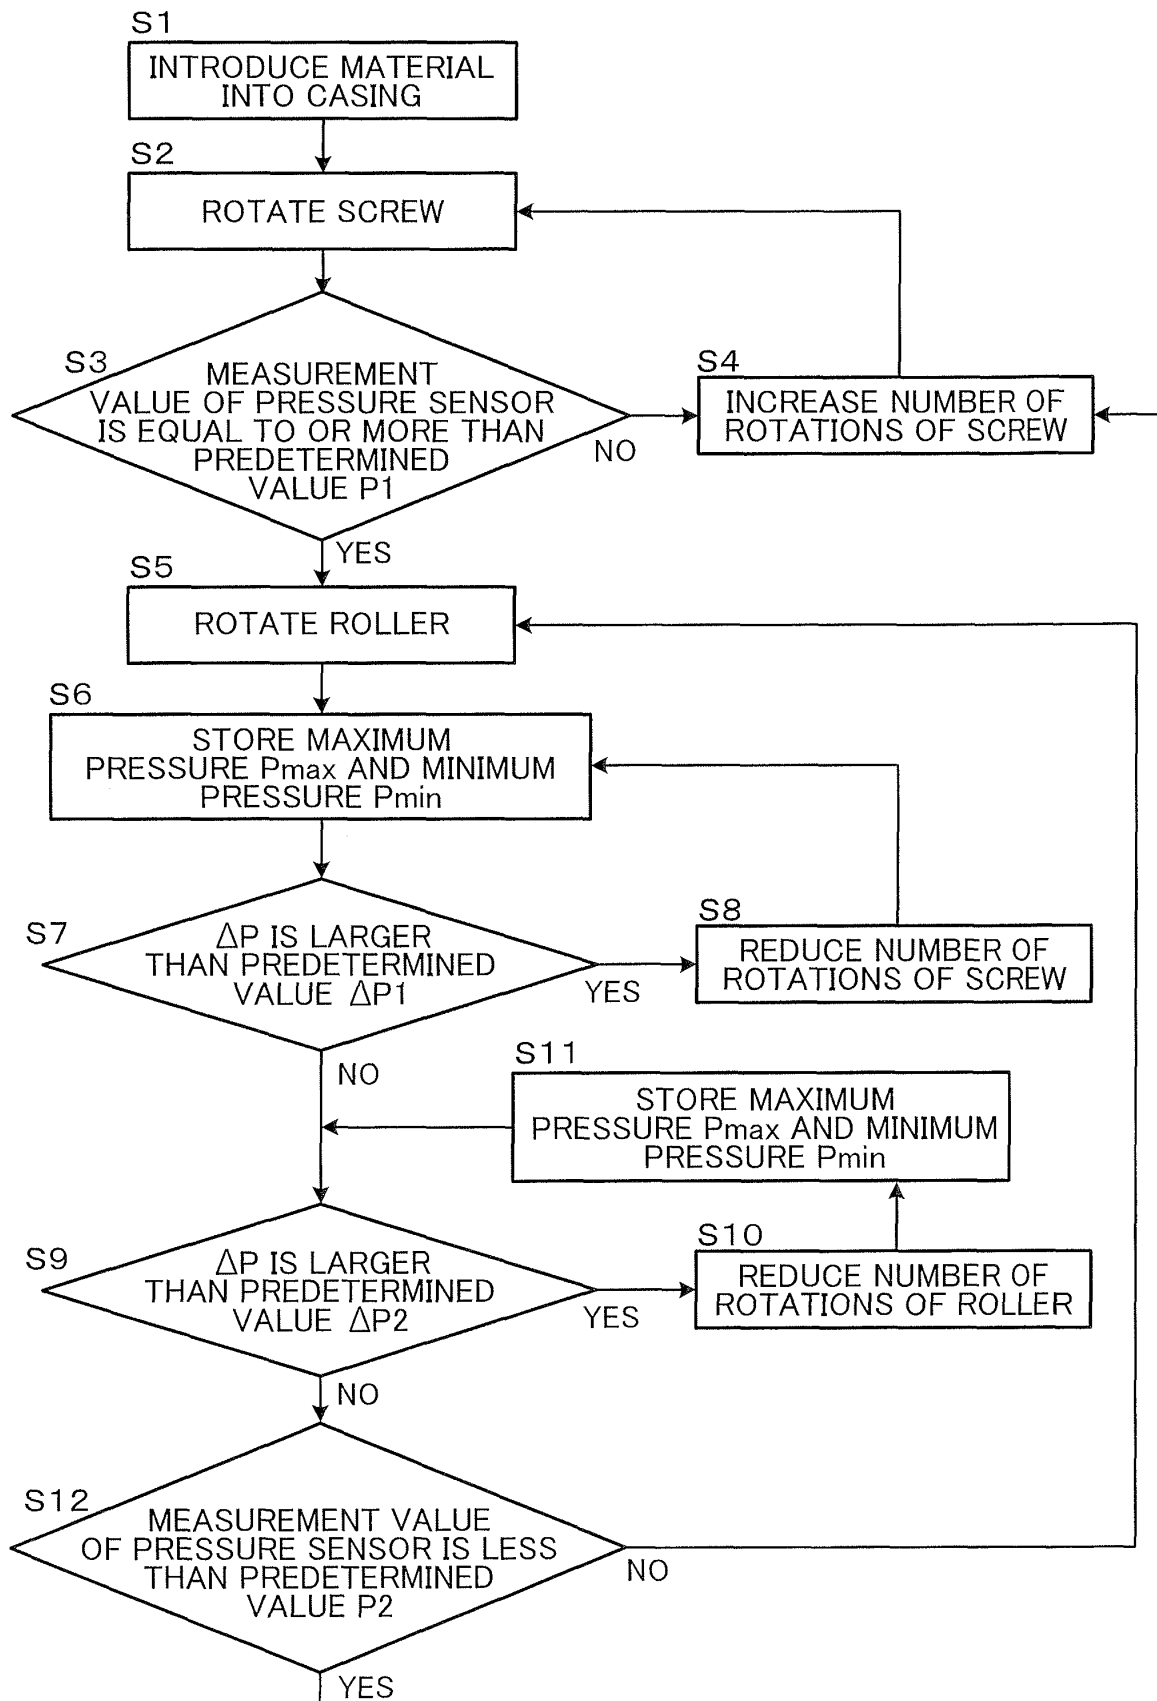 S1
INTRODUCE MATERIAL
INTO CASING
S2
ROTATE SCREW
S3
MEASUREMENT
VALUE OF PRESSURE SENSOR
IS EQUAL TO OR MORE THAN
PREDETERMINED
VALUE P1
NO
S4
INCREASE NUMBER OF
ROTATIONS OF SCREW
YES
S5
ROTATE ROLLER
S6
STORE MAXIMUM
PRESSURE Pmax AND MINIMUM
PRESSURE Pmin
S7
ΔP IS LARGER
THAN PREDETERMINED
VALUE ΔP1
YES
S8
REDUCE NUMBER OF
ROTATIONS OF SCREW
NO
S11
STORE MAXIMUM
PRESSURE Pmax AND MINIMUM
PRESSURE Pmin
S9
ΔP IS LARGER
THAN PREDETERMINED
VALUE ΔP2
YES
S10
REDUCE NUMBER OF
ROTATIONS OF ROLLER
NO
S12
MEASUREMENT VALUE
OF PRESSURE SENSOR IS LESS
THAN PREDETERMINED
VALUE P2
NO
YES